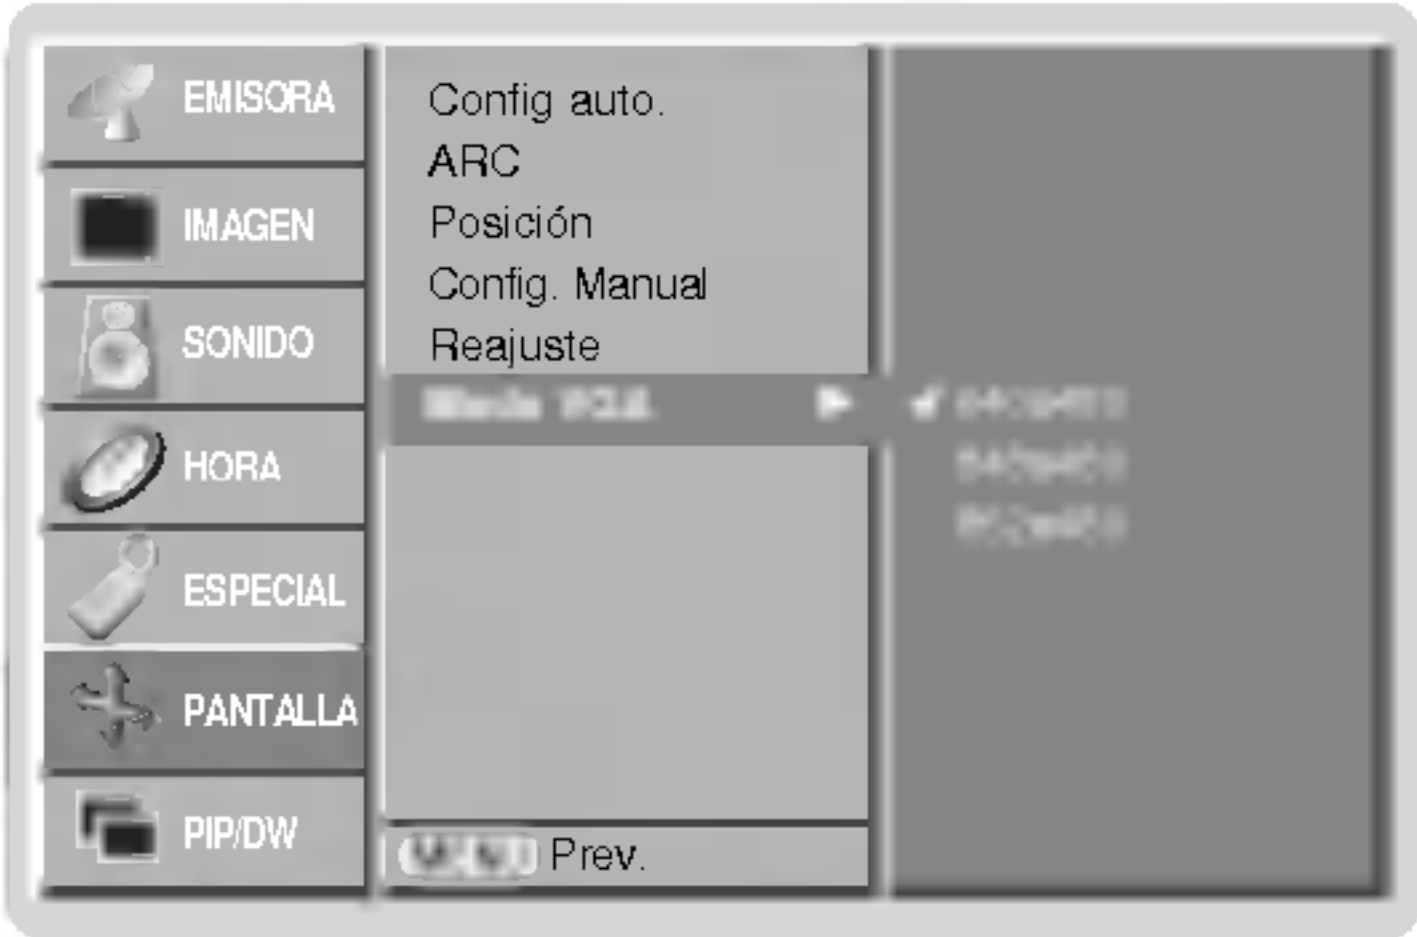 EMISORA
IMAGEN
SONIDO
HORA
ESPECIAL
PANTALLA
PIP/DW
Config auto.
ARC
Posición
Config. Manual
Reajuste
Prev.